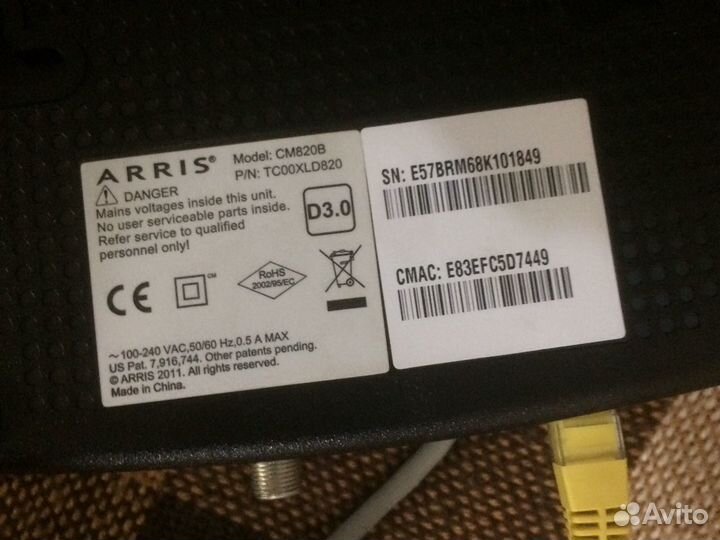 ARRIS®
Model: CM820B
P/N: TC00XLD820
DANGER
Mains voltages inside this unit.
No user serviceable parts inside.
Refer service to qualified
personnel only!
D3.0
CE
CM
RoHS
2002/95/EC
~100-240 VAC,50/60 Hz,0.5 A MAX
US Pat. 7,916,744. Other patents pending.
© ARRIS 2011. All rights reserved.
Made in China.
SN: E57BRM68K101849
CMAC: E83EFC5D7449
Avito